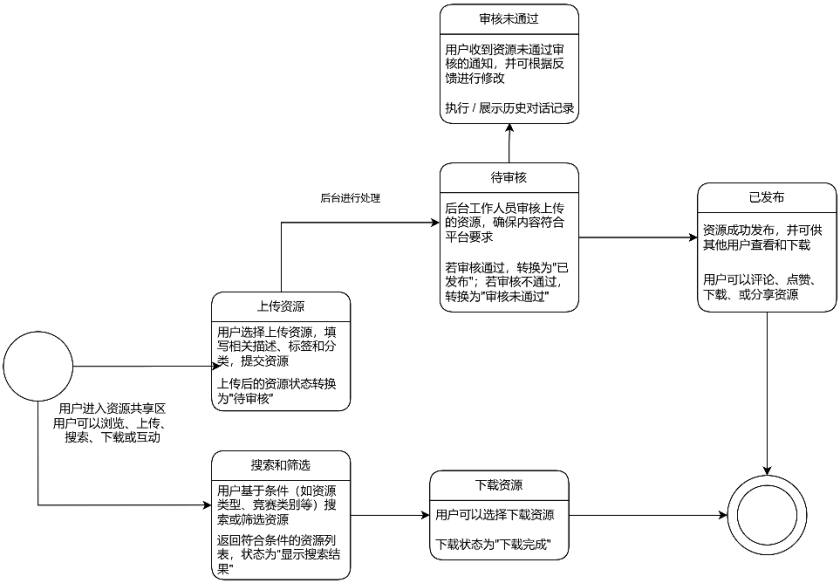 审核未通过
用户收到资源未通过审
核的通知，并可根据反
馈进行修改
执行 / 展示历史对话记录
待审核
后台工作人员审核上传
的资源，确保内容符合
平台要求
若审核通过，转换为"已
发布"；若审核不通过，
转换为"审核未通过"
后台进行处理
已发布
资源成功发布，并可供
其他用户查看和下载
用户可以评论、点赞、
下载、或分享资源
上传资源
用户选择上传资源，填
写相关描述、标签和分
类，提交资源
上传后的资源状态转换
为"待审核"
用户进入资源共享区
用户可以浏览、上传、
搜索、下载或互动
搜索和筛选
用户基于条件（如资源
类型、竞赛类别等）搜
索或筛选资源
返回符合条件的资源列
表，状态为"显示搜索结
果"
下载资源
用户可以选择下载资源
下载状态为"下载完成"